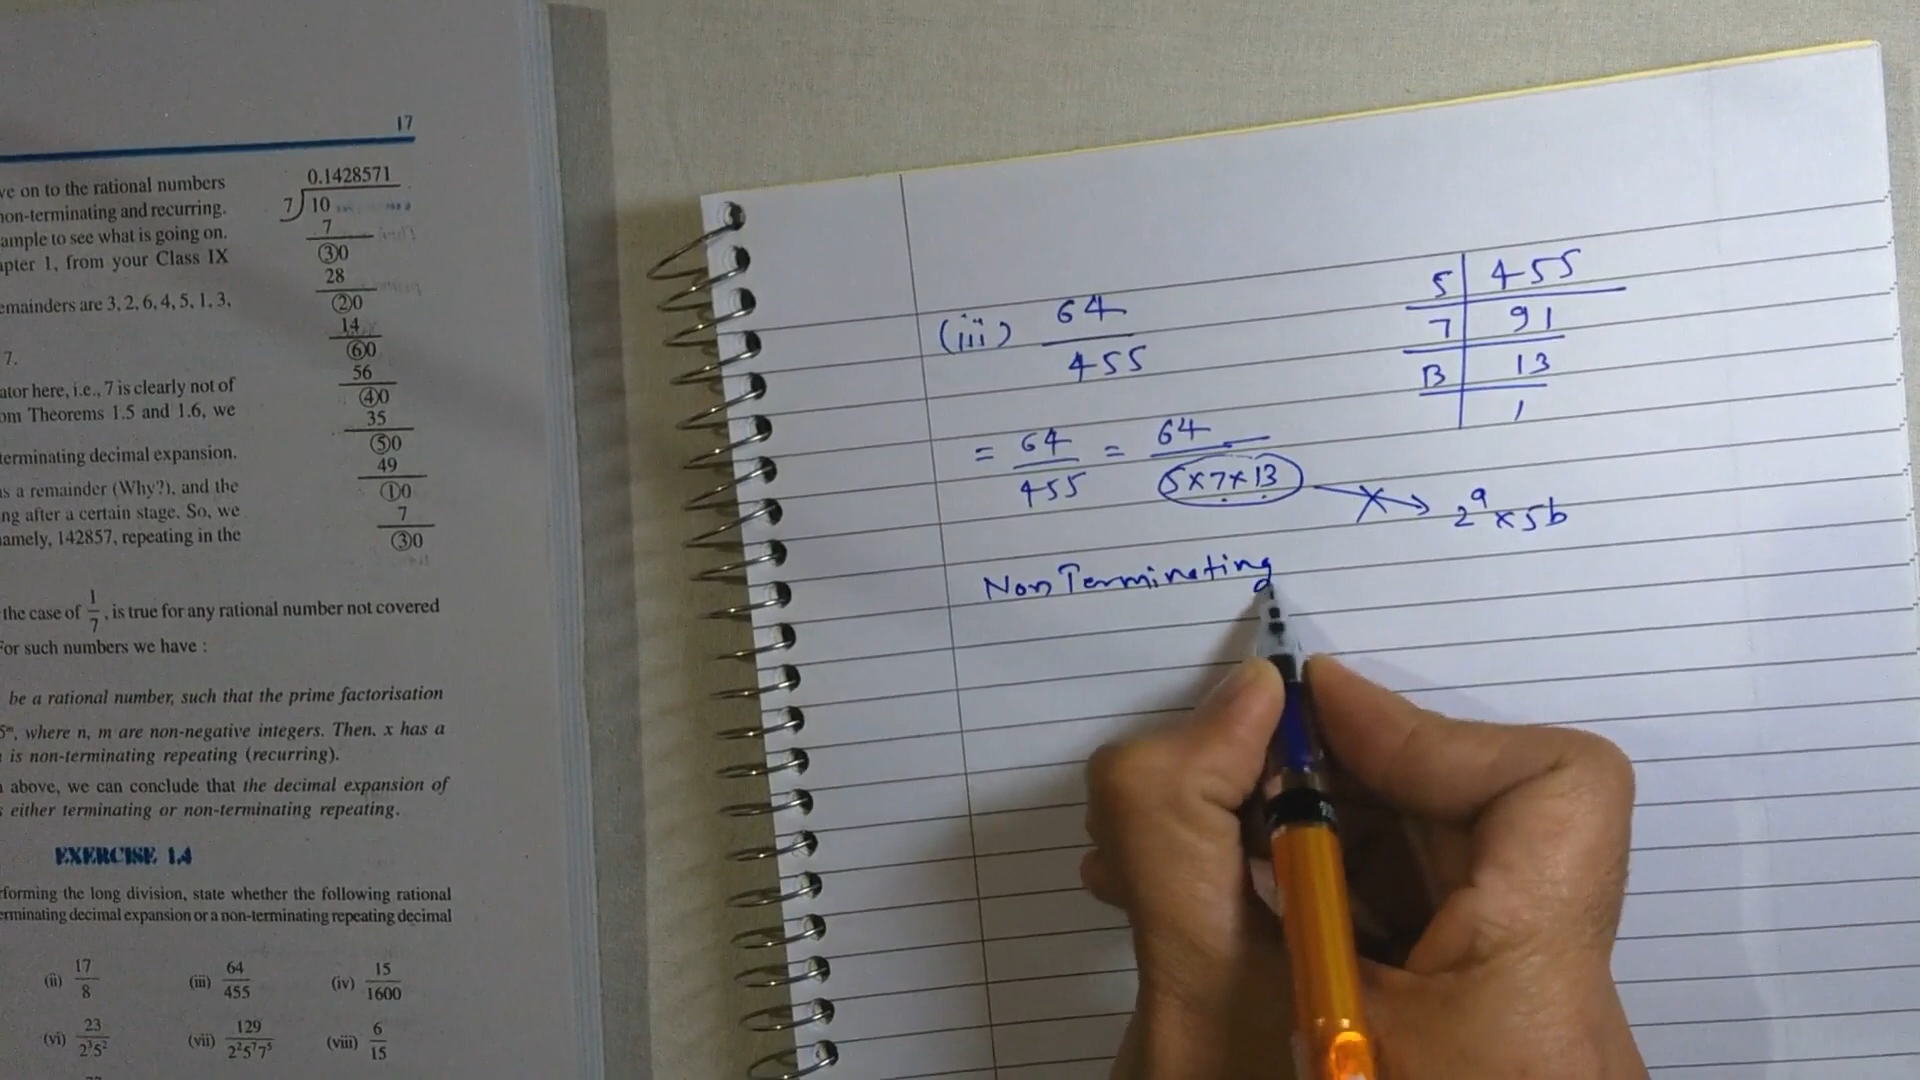 17
ve on to the rational numbers
non-terminating and recurring.
ample to see what is going on.
apter 1, from your Class IX
emainders are 3, 2, 6, 4, 5, 1, 3,
7.
ator here, i.e., 7 is clearly not of
om Theorems 1.5 and 1.6, we
terminating decimal expansion.
as a remainder (Why?), and the
ng after a certain stage. So, we
namely, 142857, repeating in the
0.1428571
7 10
7
30
28
20
14
60
56
40
35
50
49
10
7
30
the case of 1/7, is true for any rational number not covered
For such numbers we have :
be a rational number, such that the prime factorisation
5ᵐ, where n, m are non-negative integers. Then, x has a
is non-terminating repeating (recurring).
above, we can conclude that the decimal expansion of
either terminating or non-terminating repeating.
EXERCISE 1.4
rforming the long division, state whether the following rational
erminating decimal expansion or a non-terminating repeating decimal
(ii) 17/8 (iii) 64/455 (iv) 15/1600
(vi) 23/2³5² (vii) 129/2²5⁷7⁵ (viii) 6/15
(iii) 64/455
5 455
7 91
13 13
1
= 64/455 = 64/5×7×13 × → 2ᵃ×5b
Non Terminating